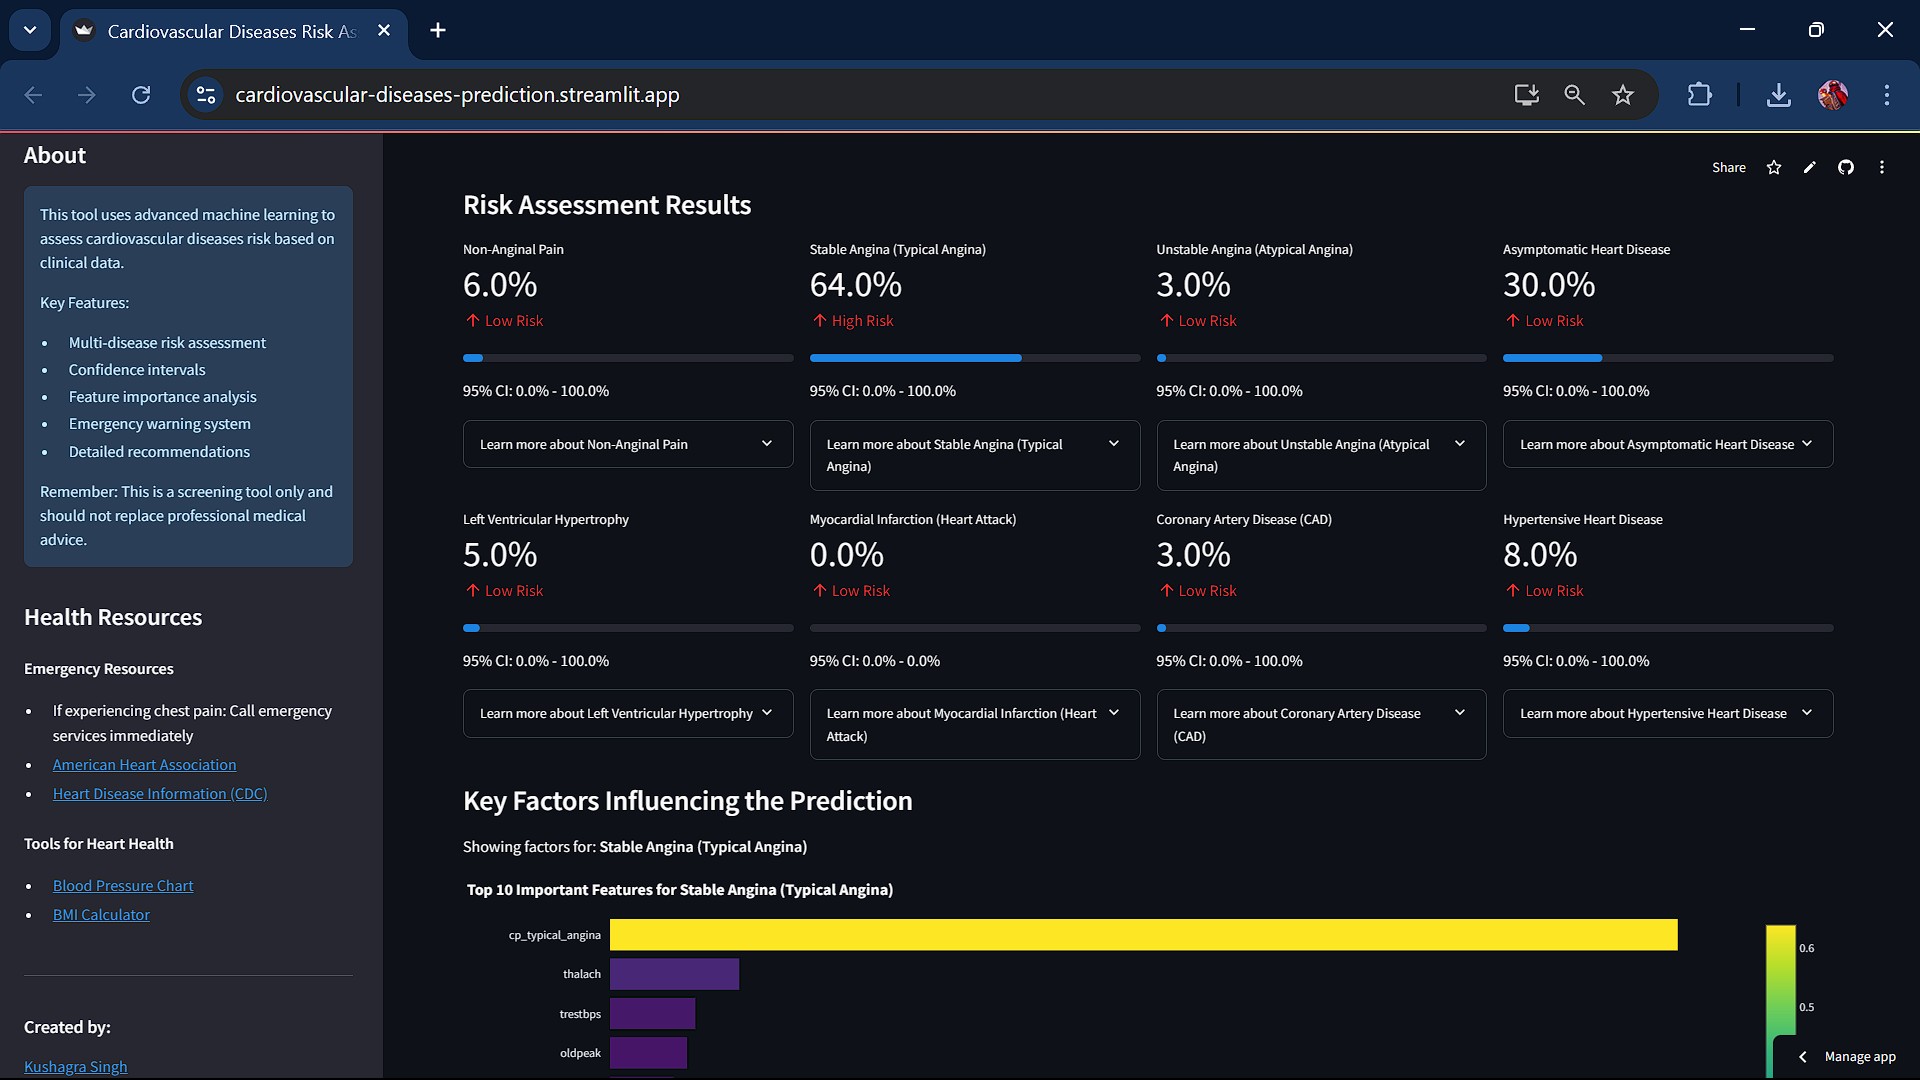 Cardiovascular Diseases Risk As
cardiovascular-diseases-prediction.streamlit.app
About
This tool uses advanced machine learning to
assess cardiovascular diseases risk based on
clinical data.
Key Features:
• Multi-disease risk assessment
• Confidence intervals
• Feature importance analysis
• Emergency warning system
• Detailed recommendations
Remember: This is a screening tool only and
should not replace professional medical
advice.
Health Resources
Emergency Resources
• If experiencing chest pain: Call emergency
services immediately
• American Heart Association
• Heart Disease Information (CDC)
Tools for Heart Health
• Blood Pressure Chart
• BMI Calculator
Created by:
Kushagra Singh
Share
Risk Assessment Results
Non-Anginal Pain
6.0%
↑ Low Risk
95% CI: 0.0% - 100.0%
Learn more about Non-Anginal Pain
Stable Angina (Typical Angina)
64.0%
↑ High Risk
95% CI: 0.0% - 100.0%
Learn more about Stable Angina (Typical
Angina)
Unstable Angina (Atypical Angina)
3.0%
↑ Low Risk
95% CI: 0.0% - 100.0%
Learn more about Unstable Angina (Atypical
Angina)
Asymptomatic Heart Disease
30.0%
↑ Low Risk
95% CI: 0.0% - 100.0%
Learn more about Asymptomatic Heart Disease
Left Ventricular Hypertrophy
5.0%
↑ Low Risk
95% CI: 0.0% - 100.0%
Learn more about Left Ventricular Hypertrophy
Myocardial Infarction (Heart Attack)
0.0%
↑ Low Risk
95% CI: 0.0% - 0.0%
Learn more about Myocardial Infarction (Heart
Attack)
Coronary Artery Disease (CAD)
3.0%
↑ Low Risk
95% CI: 0.0% - 100.0%
Learn more about Coronary Artery Disease
(CAD)
Hypertensive Heart Disease
8.0%
↑ Low Risk
95% CI: 0.0% - 100.0%
Learn more about Hypertensive Heart Disease
Key Factors Influencing the Prediction
Showing factors for: Stable Angina (Typical Angina)
Top 10 Important Features for Stable Angina (Typical Angina)
cp_typical_angina
thalach
trestbps
oldpeak
0.6
0.5
Manage app